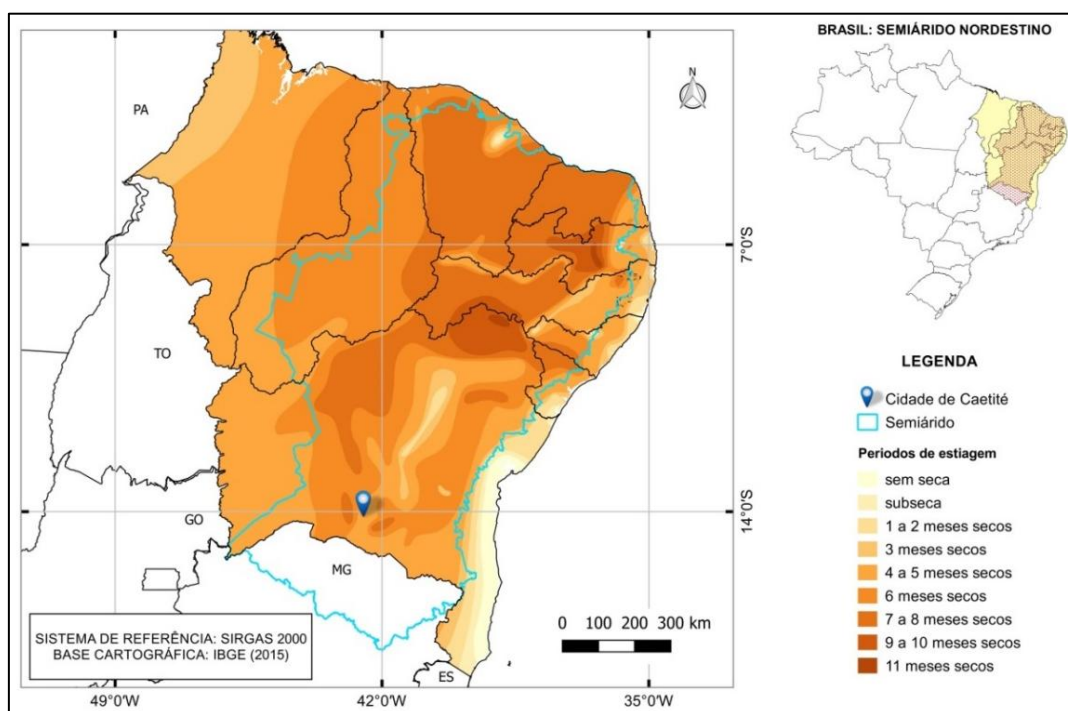 BRASIL: SEMIÁRIDO NORDESTINO
N
PA
TO
GO
MG
ES
7°0'S
14°0'S
49°0'W
42°0'W
35°0'W
0 100 200 300 km
SISTEMA DE REFERÊNCIA: SIRGAS 2000
BASE CARTOGRÁFICA: IBGE (2015)
LEGENDA
Cidade de Caetité
Semiárido
Periodos de estiagem
sem seca
subseca
1 a 2 meses secos
3 meses secos
4 a 5 meses secos
6 meses secos
7 a 8 meses secos
9 a 10 meses secos
11 meses secos